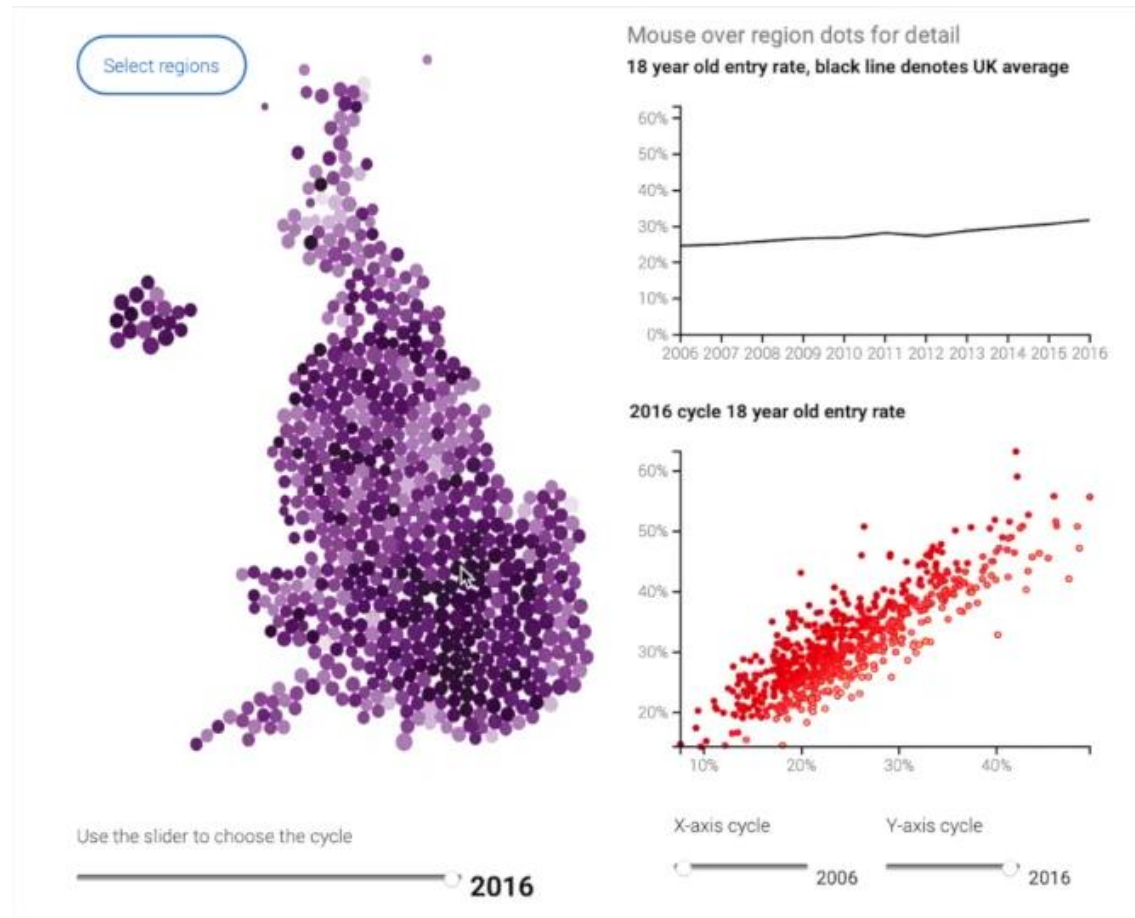 Select regions
Mouse over region dots for detail
18 year old entry rate, black line denotes UK average
60%
50%
40%
30%
20%
10%
0%
2006 2007 2008 2009 2010 2011 2012 2013 2014 2015 2016
2016 cycle 18 year old entry rate
60%
50%
40%
30%
20%
10% 20% 30% 40%
Use the slider to choose the cycle
2016
X-axis cycle Y-axis cycle
2006 2016